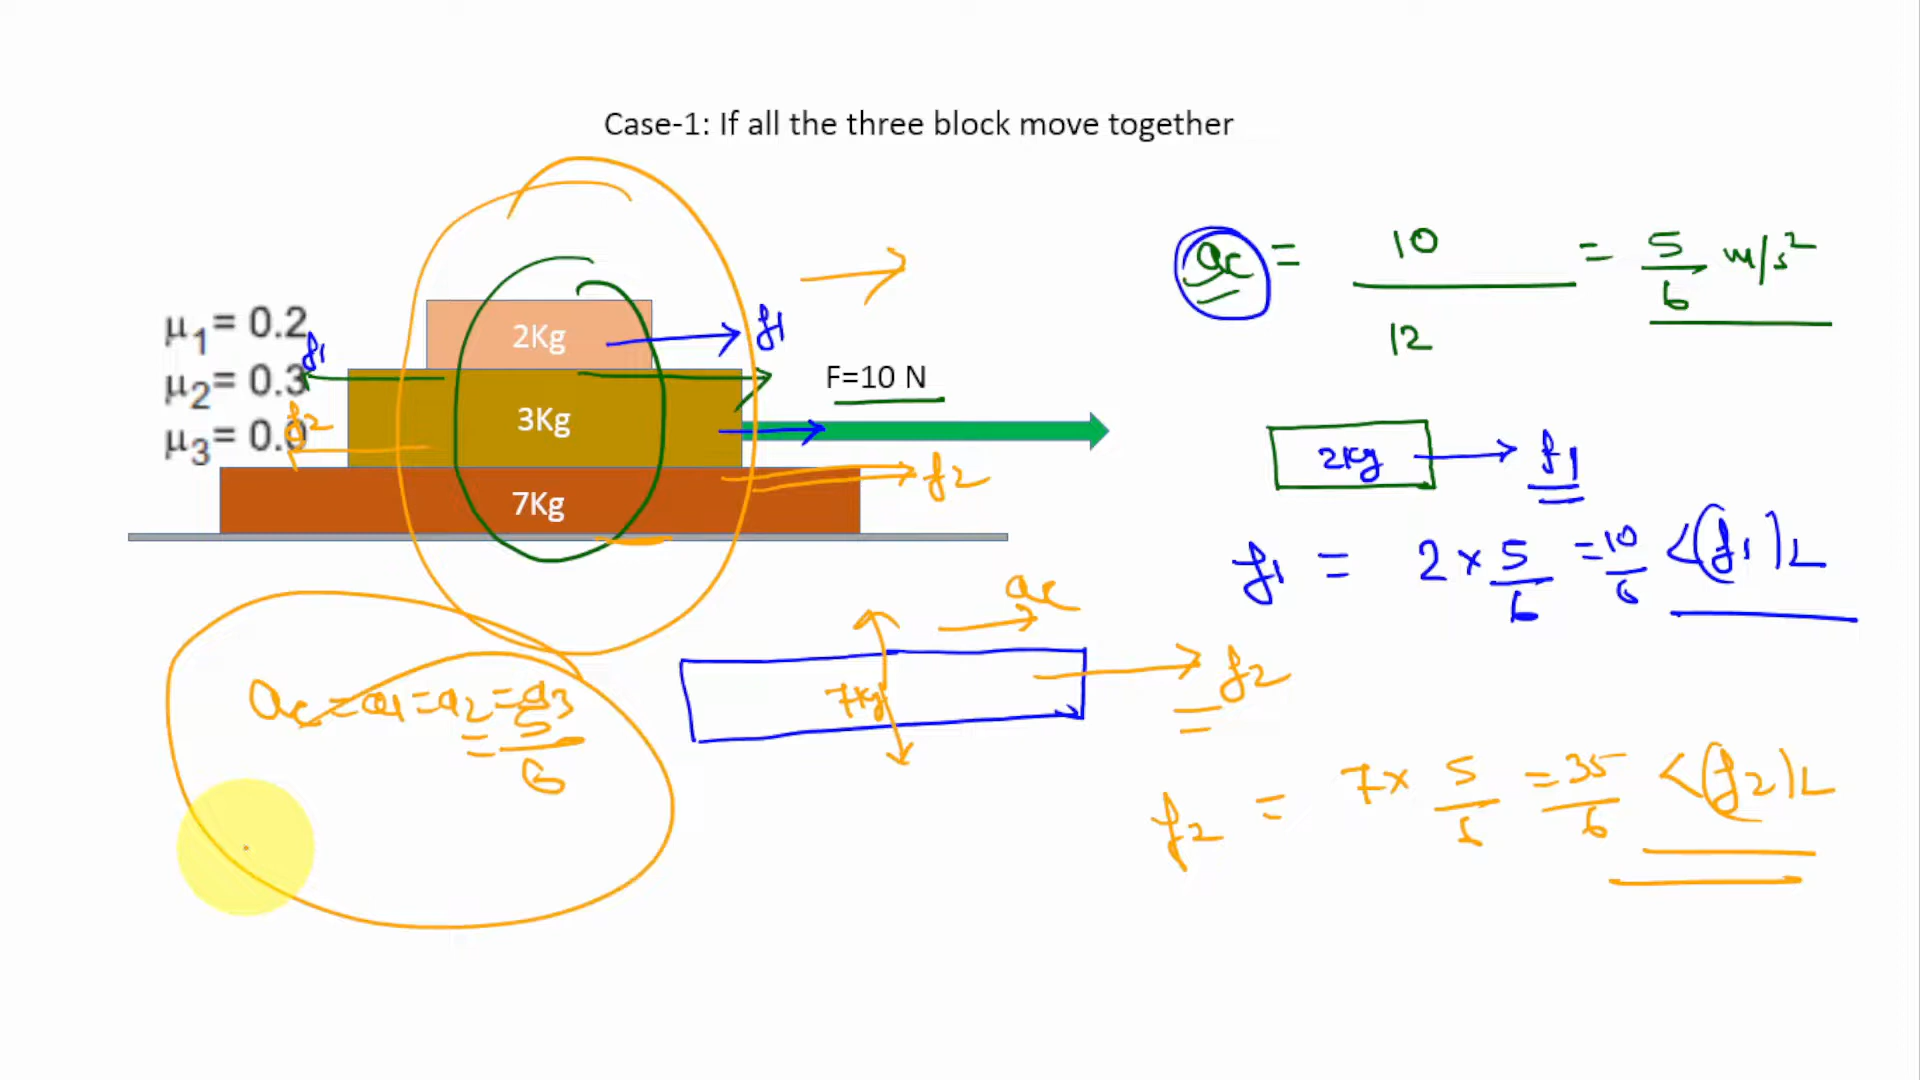 Case-1: If all the three block move together
ac = 10/12 = 5/6 m/s²
μ1= 0.2
μ2= 0.3
μ3= 0.0
f1
f2
2Kg
f1
3Kg
F=10 N
7Kg
f2
2Kg
f1
f1 = 2 × 5/6 = 10/6 < (f1)L
ac
7Kg
f2
ac = a1 = a2 = a3
= 5/6
f2 = 7 × 5/6 = 35/6 < (f2)L